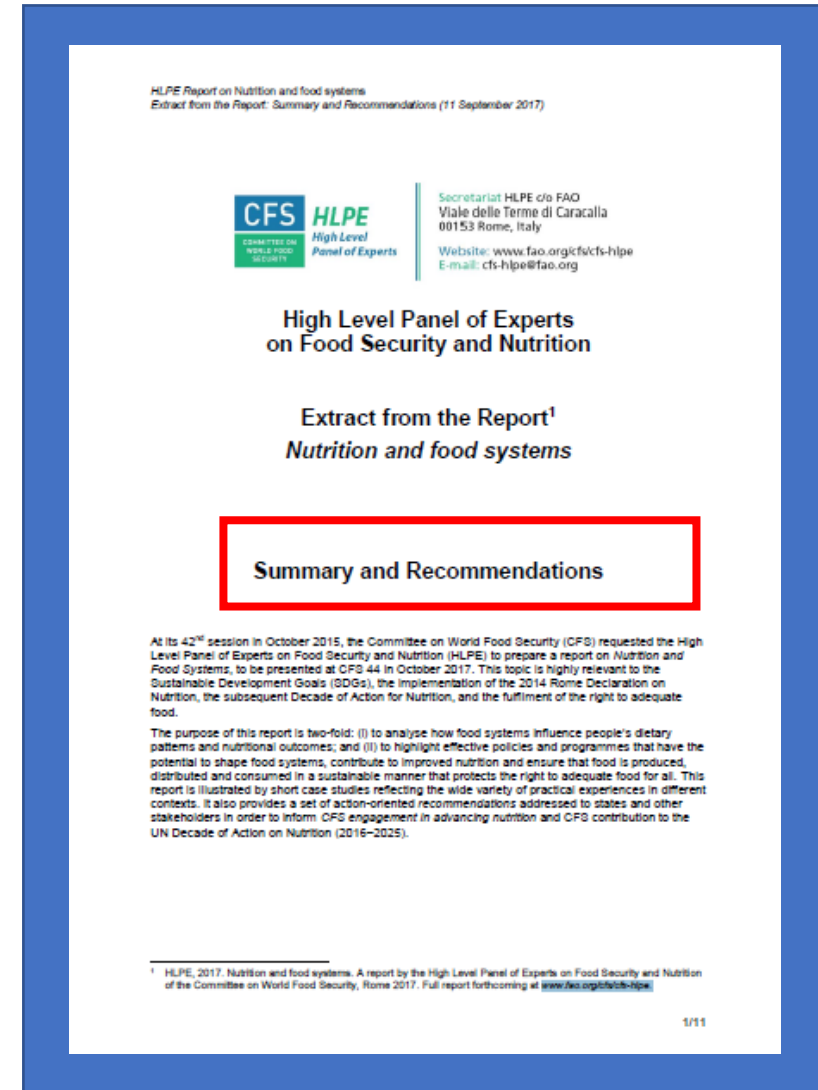 HLPE Report on Nutrition and food systems
Extract from the Report: Summary and Recommendations (11 September 2017)
CFS
COMMITTEE ON
WORLD FOOD
SECURITY
HLPE
High Level
Panel of Experts
Secretariat HLPE c/o FAO
Viale delle Terme di Caracalla
00153 Rome, Italy
Website: www.fao.org/cfs/cfs-hlpe
E-mail: cfs-hlpe@fao.org
High Level Panel of Experts
on Food Security and Nutrition
Extract from the Report¹
Nutrition and food systems
Summary and Recommendations
At its 42nd session in October 2015, the Committee on World Food Security (CFS) requested the High
Level Panel of Experts on Food Security and Nutrition (HLPE) to prepare a report on Nutrition and
Food Systems, to be presented at CFS 44 in October 2017. This topic is highly relevant to the
Sustainable Development Goals (SDGs), the implementation of the 2014 Rome Declaration on
Nutrition, the subsequent Decade of Action for Nutrition, and the fulfilment of the right to adequate
food.
The purpose of this report is two-fold: (i) to analyse how food systems influence people's dietary
patterns and nutritional outcomes; and (ii) to highlight effective policies and programmes that have the
potential to shape food systems, contribute to improved nutrition and ensure that food is produced,
distributed and consumed in a sustainable manner that protects the right to adequate food for all. This
report is illustrated by short case studies reflecting the wide variety of practical experiences in different
contexts. It also provides a set of action-oriented recommendations addressed to states and other
stakeholders in order to inform CFS engagement in advancing nutrition and CFS contribution to the
UN Decade of Action on Nutrition (2016–2025).
¹ HLPE, 2017. Nutrition and food systems. A report by the High Level Panel of Experts on Food Security and Nutrition
of the Committee on World Food Security, Rome 2017. Full report forthcoming at www.fao.org/cfs/cfs-hlpe.
1/11